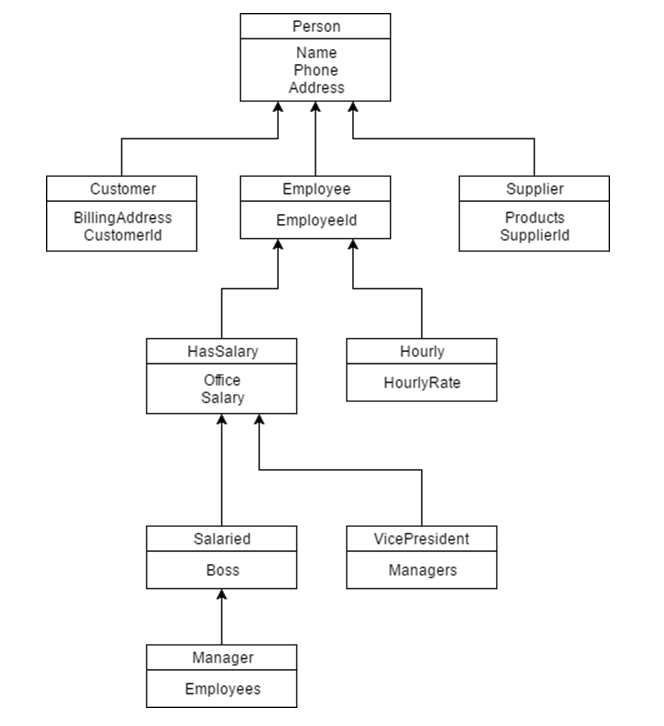 Person
Name
Phone
Address
Customer
BillingAddress
CustomerId
Employee
EmployeeId
Supplier
Products
SupplierId
HasSalary
Office
Salary
Hourly
HourlyRate
Salaried
Boss
VicePresident
Managers
Manager
Employees